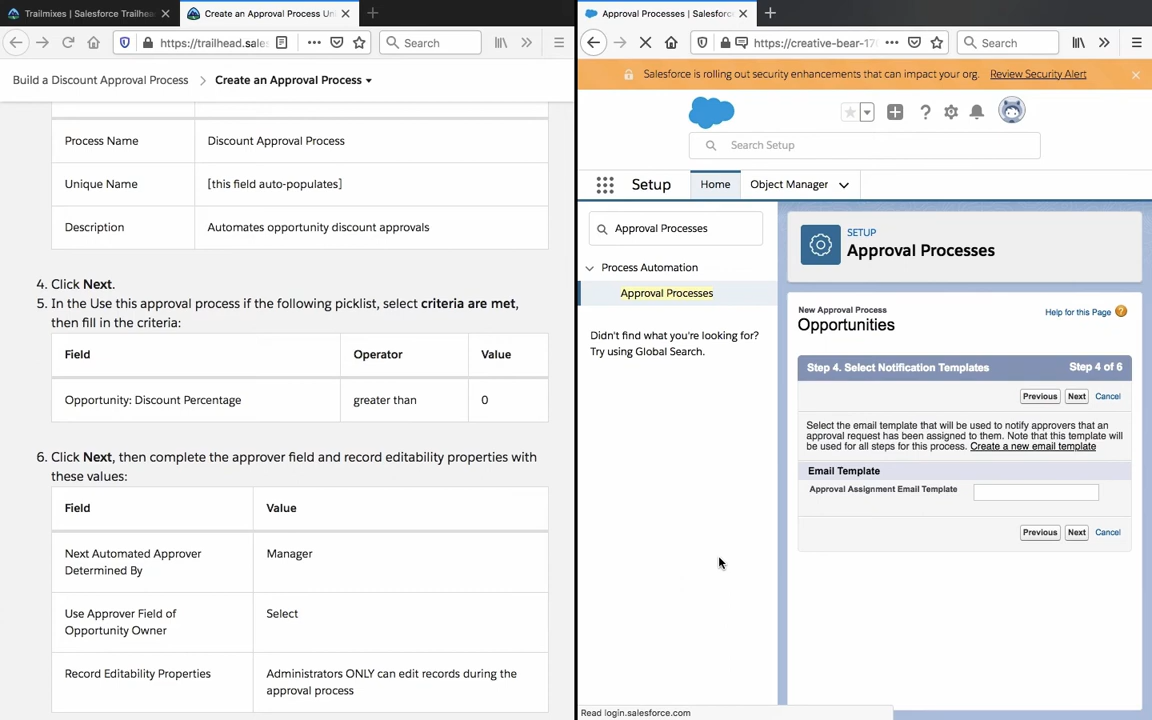 Trailmixes | Salesforce Trailhea
Create an Approval Process Un
https://trailhead.sales
Search
Build a Discount Approval Process
Create an Approval Process
Process Name
Discount Approval Process
Unique Name
[this field auto-populates]
Description
Automates opportunity discount approvals
4. Click Next.
5. In the Use this approval process if the following picklist, select criteria are met,
then fill in the criteria:
Field
Operator
Value
Opportunity: Discount Percentage
greater than
0
6. Click Next, then complete the approver field and record editability properties with
these values:
Field
Value
Next Automated Approver
Determined By
Manager
Use Approver Field of
Opportunity Owner
Select
Record Editability Properties
Administrators ONLY can edit records during the
approval process
Approval Processes | Salesforc
https://creative-bear-17
Search
Salesforce is rolling out security enhancements that can impact your org.
Review Security Alert
Search Setup
Setup
Home
Object Manager
Approval Processes
Process Automation
Approval Processes
Didn't find what you're looking for?
Try using Global Search.
SETUP
Approval Processes
New Approval Process
Opportunities
Help for this Page
Step 4. Select Notification Templates
Step 4 of 6
Previous
Next
Cancel
Select the email template that will be used to notify approvers that an
approval request has been assigned to them. Note that this template will
be used for all steps for this process. Create a new email template
Email Template
Approval Assignment Email Template
Previous
Next
Cancel
Read login.salesforce.com